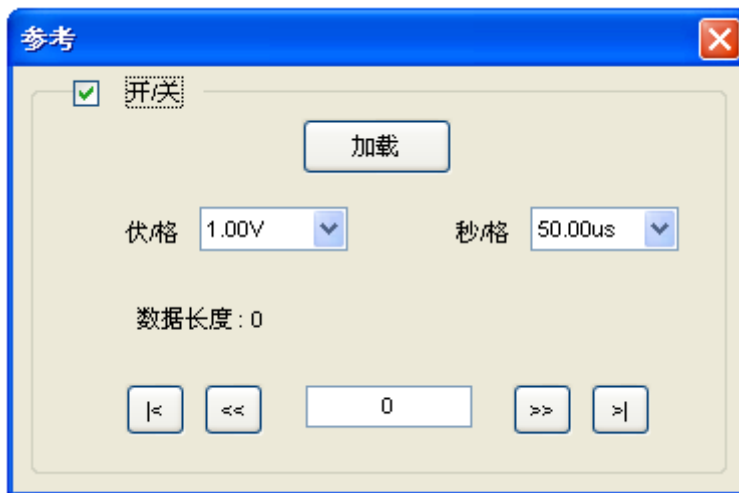 参考
开/关
加载
伏/格 1.00V 秒/格 50.00us
数据长度 : 0
|< << 0 >> >|